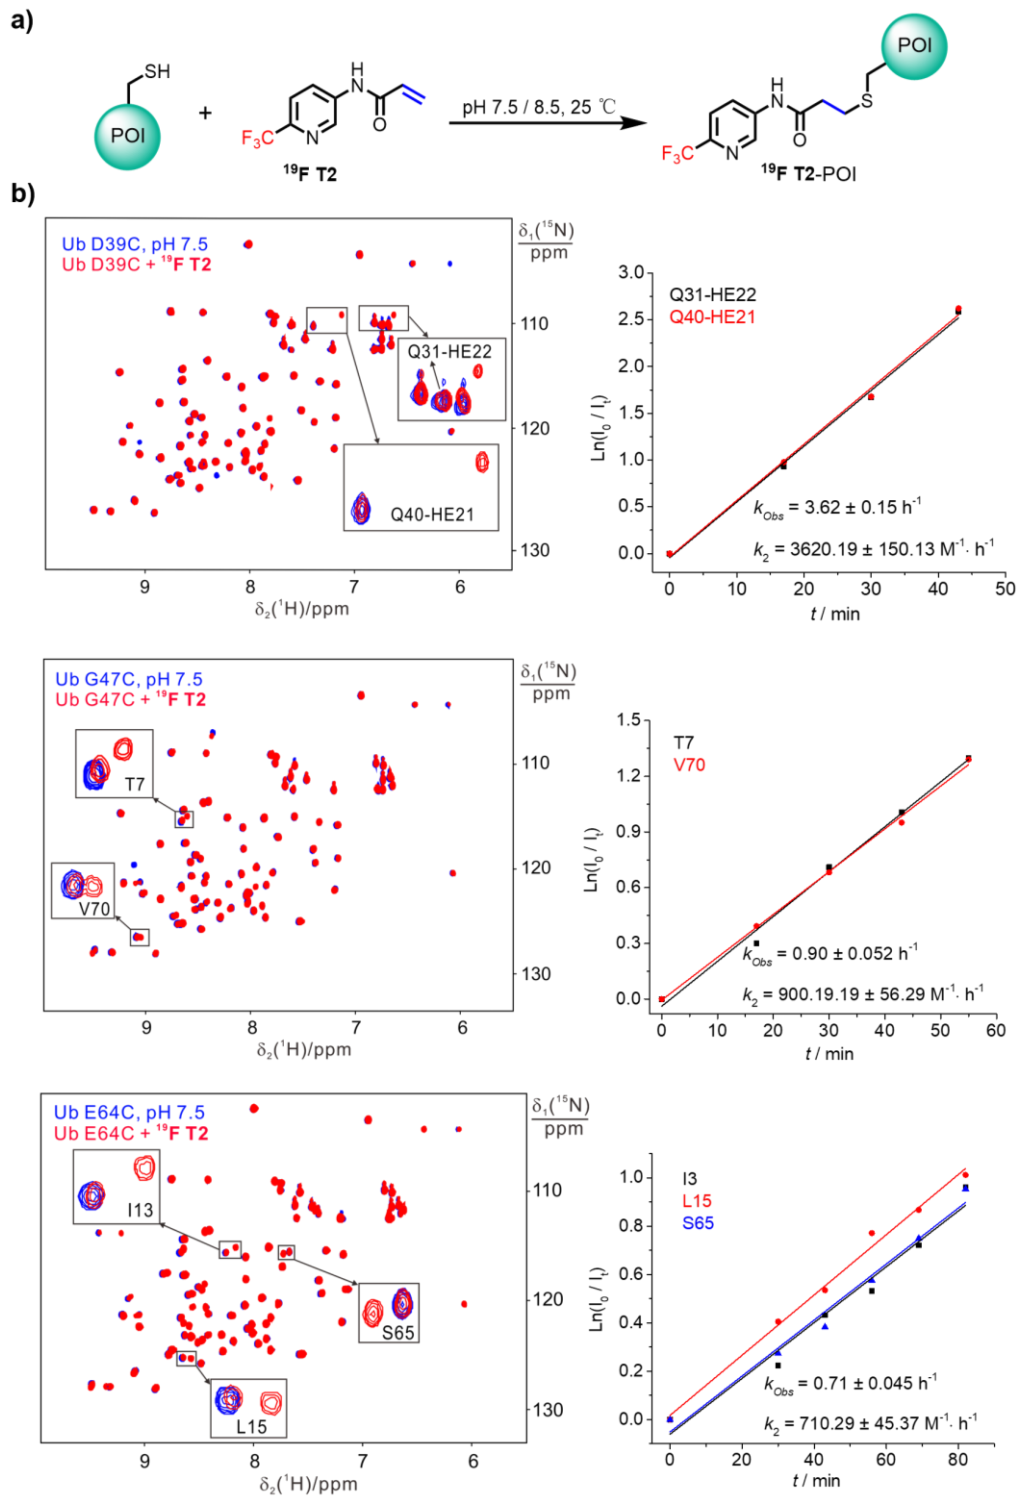 a)
SH
POI
+
H
N
O
F₃C
N
¹⁹F T2
pH 7.5 / 8.5, 25 ℃
POI
S
H
N
O
F₃C
N
¹⁹F T2-POI
b)
Ub D39C, pH 7.5
Ub D39C + ¹⁹F T2
Q31-HE22
Q40-HE21
δ₁(¹⁵N)
ppm
110
120
130
9 8 7 6
δ₂(¹H)/ppm
Q31-HE22
Q40-HE21
Ln(I₀ / Iₜ)
3.0
2.5
2.0
1.5
1.0
0.5
0.0
k_Obs = 3.62 ± 0.15 h⁻¹
k₂ = 3620.19 ± 150.13 M⁻¹· h⁻¹
0 10 20 30 40 50
t / min
Ub G47C, pH 7.5
Ub G47C + ¹⁹F T2
T7
V70
δ₁(¹⁵N)
ppm
110
120
130
9 8 7 6
δ₂(¹H)/ppm
T7
V70
Ln(I₀ / Iₜ)
1.5
1.2
0.9
0.6
0.3
0.0
k_Obs = 0.90 ± 0.052 h⁻¹
k₂ = 900.19.19 ± 56.29 M⁻¹· h⁻¹
0 10 20 30 40 50 60
t / min
Ub E64C, pH 7.5
Ub E64C + ¹⁹F T2
I13
S65
L15
δ₁(¹⁵N)
ppm
110
120
130
9 8 7 6
δ₂(¹H)/ppm
I3
L15
S65
Ln(I₀ / Iₜ)
1.0
0.8
0.6
0.4
0.2
0.0
k_Obs = 0.71 ± 0.045 h⁻¹
k₂ = 710.29 ± 45.37 M⁻¹· h⁻¹
0 20 40 60 80
t / min